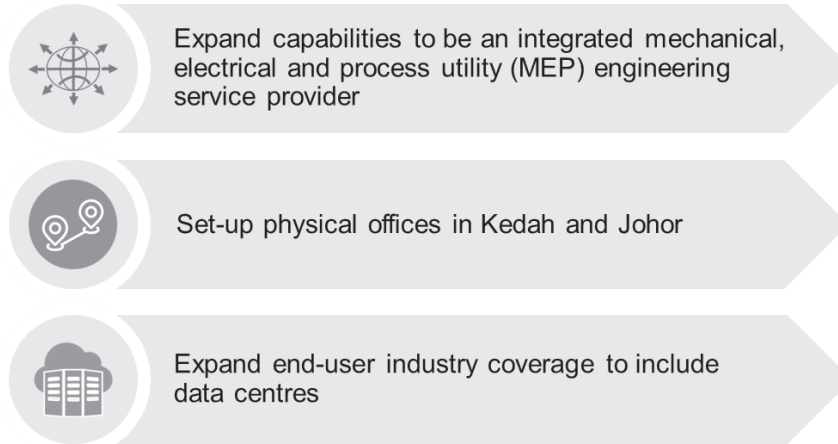 Expand capabilities to be an integrated mechanical,
electrical and process utility (MEP) engineering
service provider
Set-up physical offices in Kedah and Johor
Expand end-user industry coverage to include
data centres